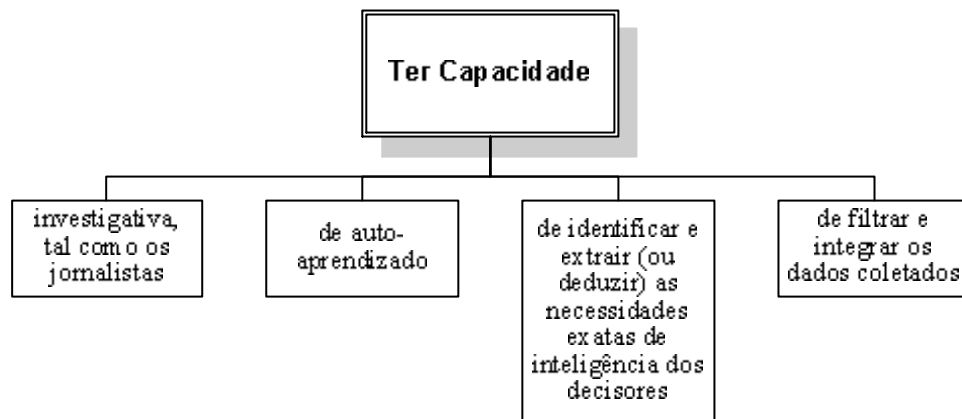 Ter Capacidade
investigativa,
tal como os
jornalistas
de auto-
aprendizado
de identificar e
extrair (ou
deduzir) as
necessidades
exatas de
inteligência dos
decisores
de filtrar e
integrar os
dados coletados